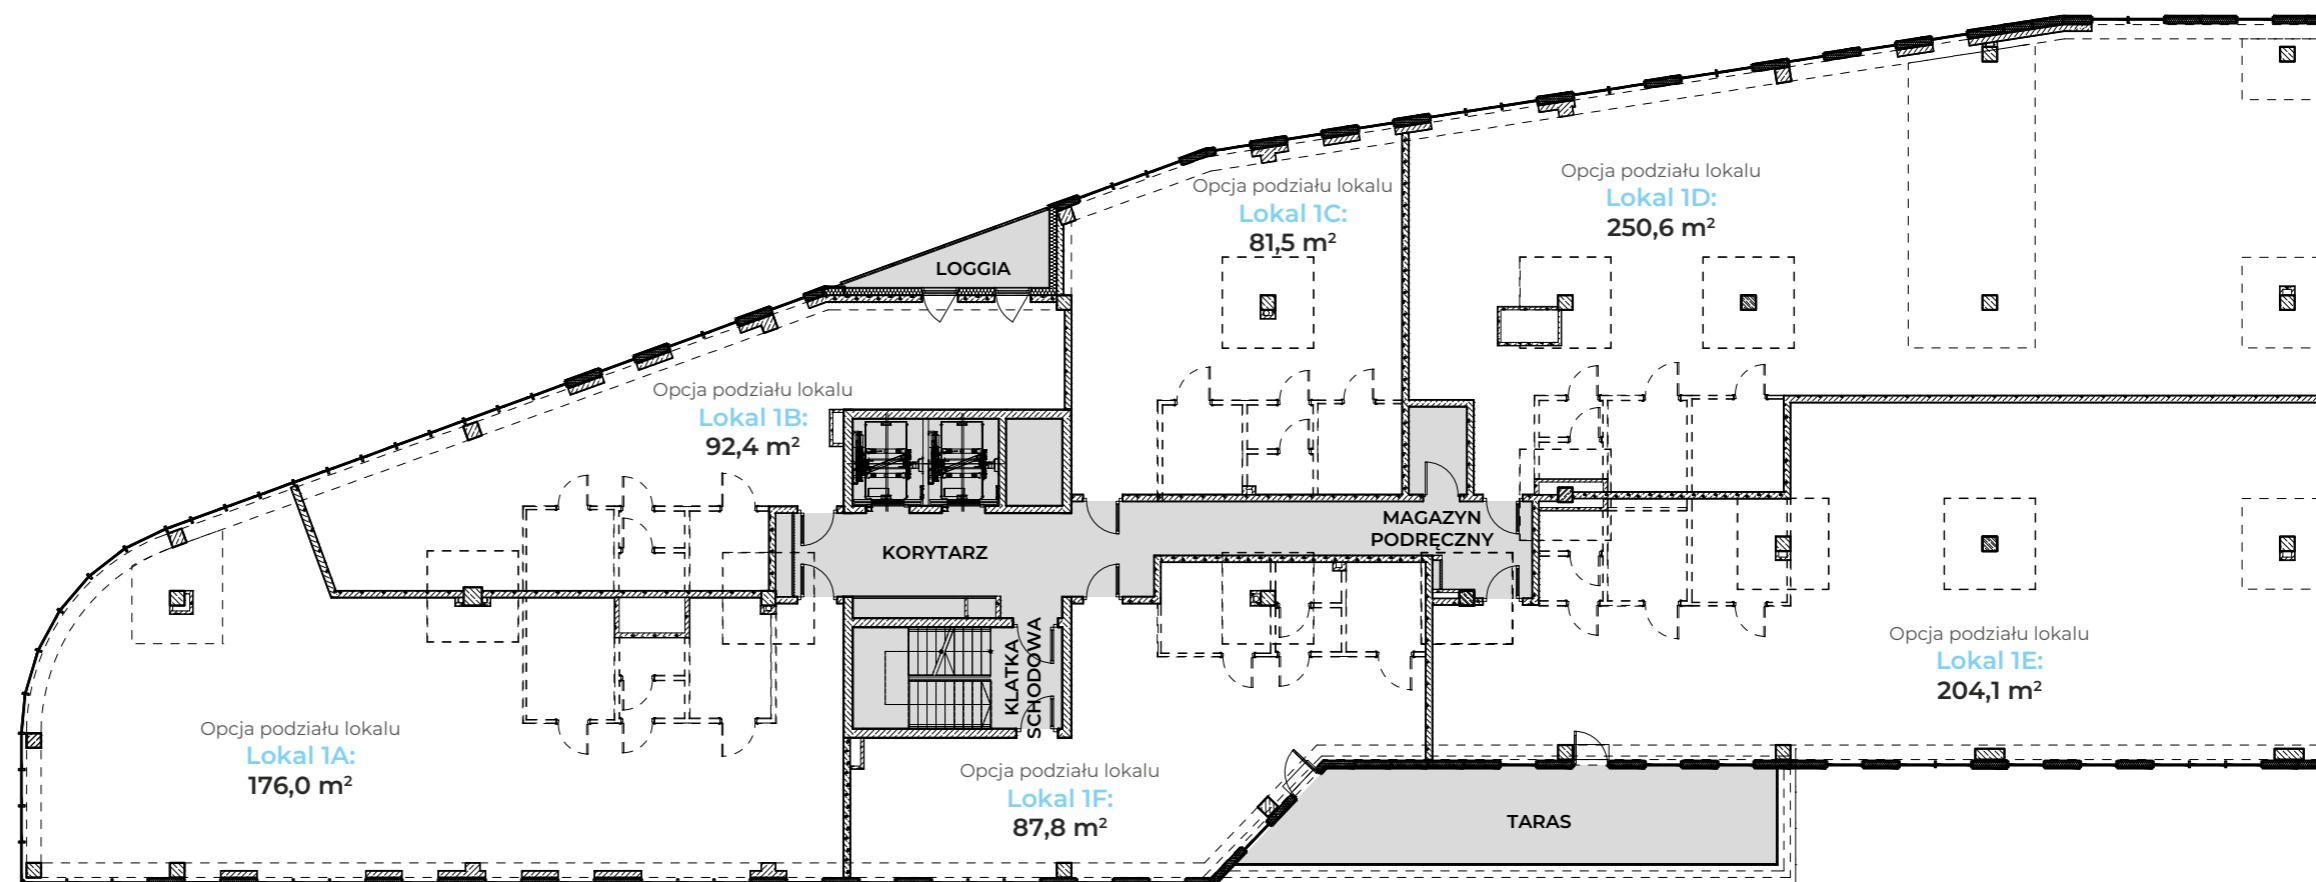 Opcja podziału lokalu
Lokal 1D:
250,6 m²
Opcja podziału lokalu
Lokal 1C:
81,5 m²
LOGGIA
Opcja podziału lokalu
Lokal 1B:
92,4 m²
KORYTARZ
MAGAZYN
PODRĘCZNY
KLATKA
SCHODOWA
Opcja podziału lokalu
Lokal 1E:
204,1 m²
Opcja podziału lokalu
Lokal 1A:
176,0 m²
Opcja podziału lokalu
Lokal 1F:
87,8 m²
TARAS